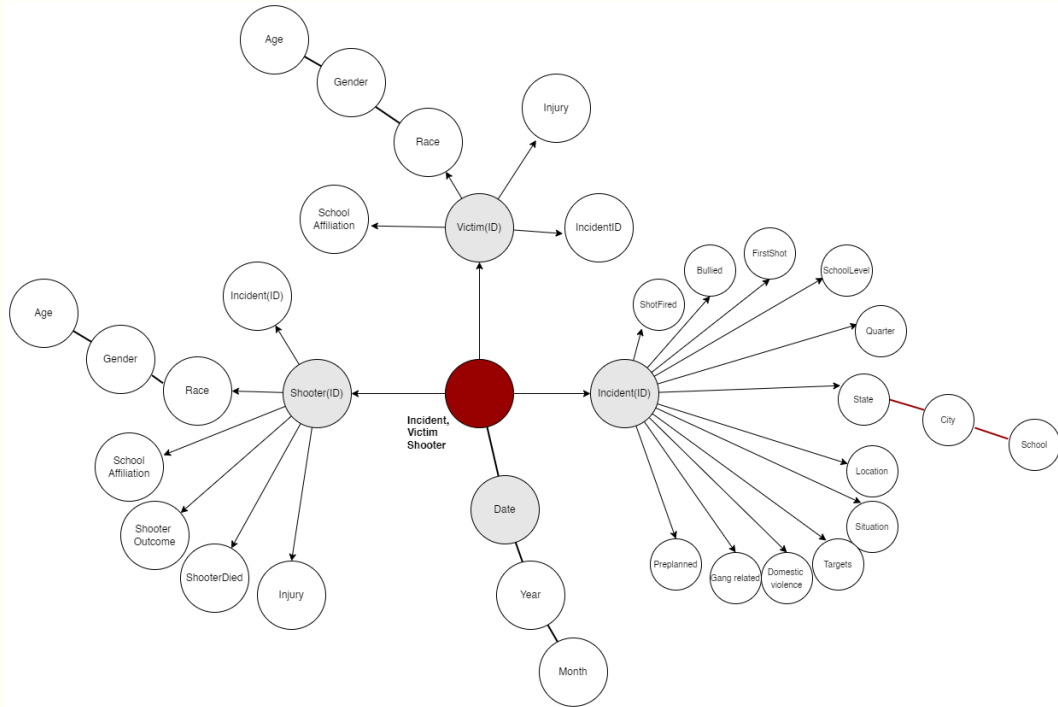 Age
Gender
Race
Injury
School
Affiliation
Victim(ID)
IncidentID
FirstShot
Bullied
SchoolLevel
ShotFired
Quarter
Incident(ID)
Age
Gender
Race
Shooter(ID)
Incident,
Victim
Shooter
Incident(ID)
State
City
School
School
Affiliation
Location
Shooter
Outcome
Date
Situation
ShooterDied
Injury
Year
Preplanned
Gang related
Domestic
violence
Targets
Month